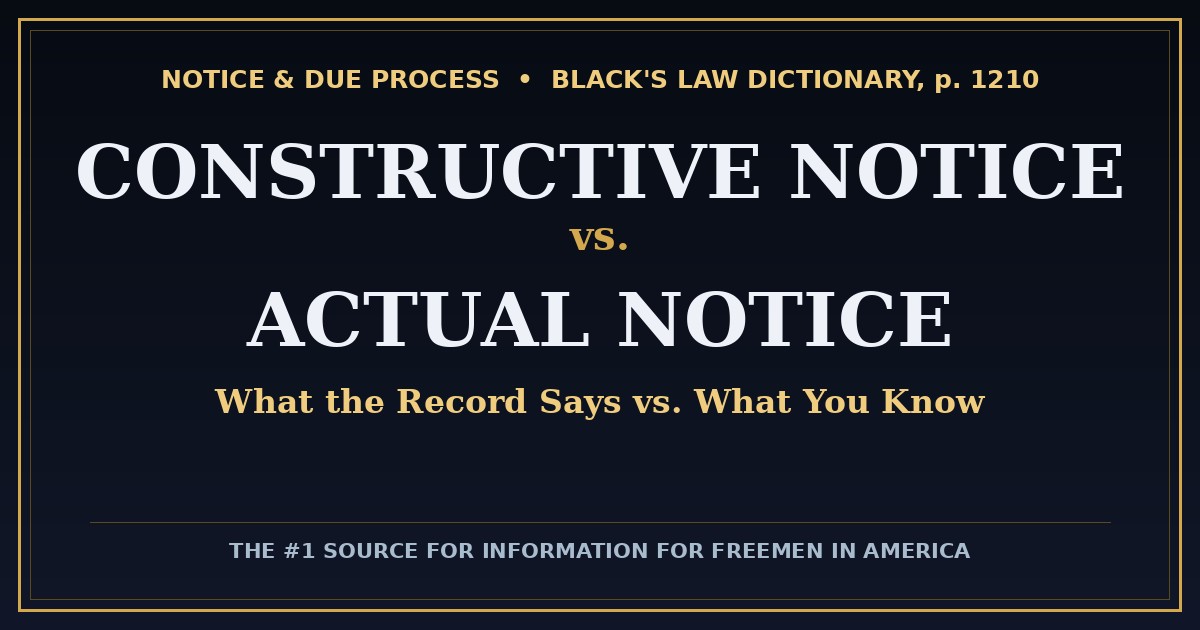 NOTICE & DUE PROCESS • BLACK'S LAW DICTIONARY, p. 1210
CONSTRUCTIVE NOTICE
vs.
ACTUAL NOTICE
What the Record Says vs. What You Know
THE #1 SOURCE FOR INFORMATION FOR FREEMEN IN AMERICA